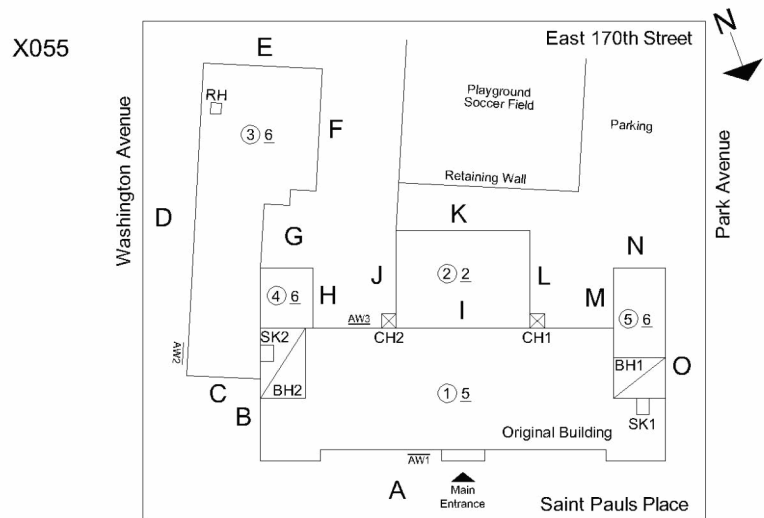 X055
N
East 170th Street
E
RH
Playground
Soccer Field
Parking
3 6
F
Washington Avenue
Park Avenue
Retaining Wall
D
K
G
N
J
L
4 6
H
2 2
M
I
5 6
AW3
SK2
CH2
CH1
AW2
BH1
O
C
BH2
1 5
B
SK1
Original Building
AW1
A
Main
Entrance
Saint Pauls Place